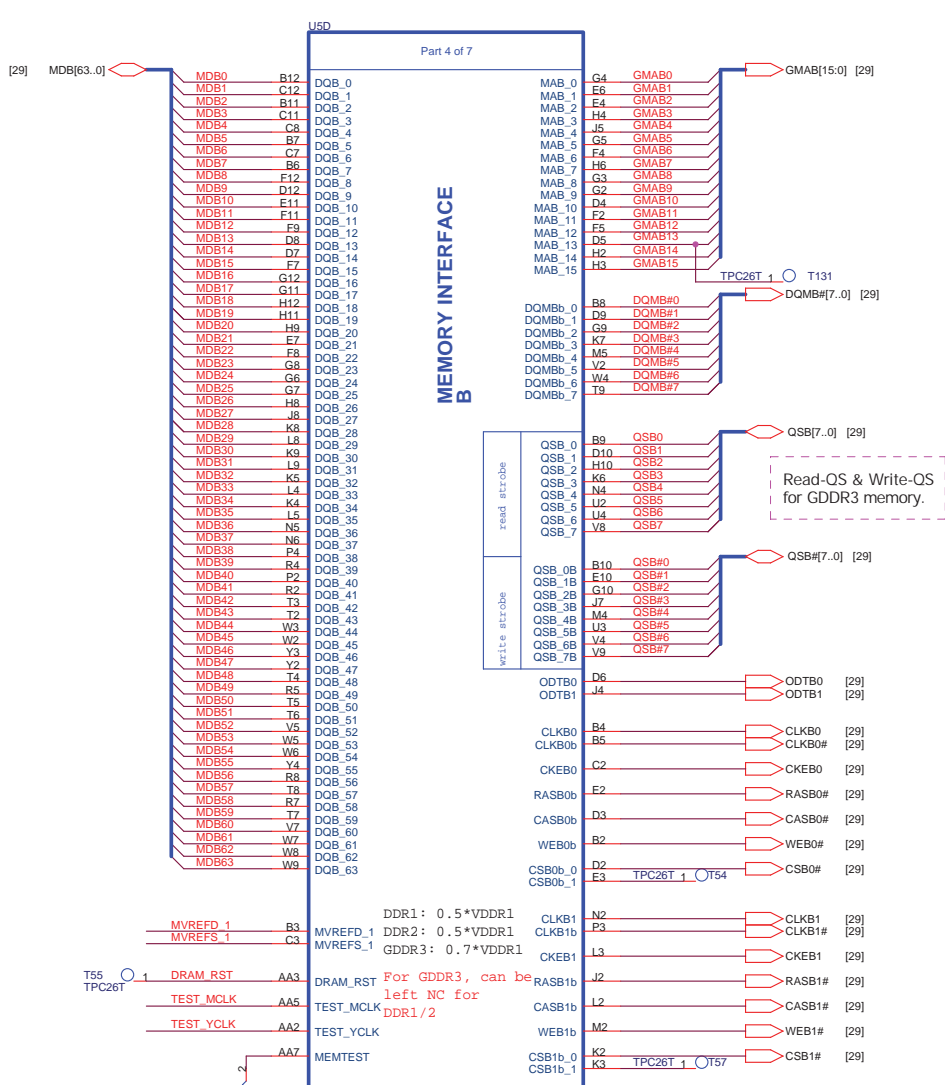 U5D
Part 4 of 7
[29] MDB[63..0] GMAB[15:0] [29]
MDB0 B12 DQB_0 MAB_0 G4 GMAB0
MDB1 C12 DQB_1 MAB_1 E6 GMAB1
MDB2 B11 DQB_2 MAB_2 E4 GMAB2
MDB3 C11 DQB_3 MAB_3 H4 GMAB3
MDB4 C8 DQB_4 MAB_4 J5 GMAB4
MDB5 B7 DQB_5 MAB_5 G5 GMAB5
MDB6 C7 DQB_6 MAB_6 F4 GMAB6
MDB7 B6 DQB_7 MAB_7 H6 GMAB7
MDB8 F12 DQB_8 MAB_8 G3 GMAB8
MDB9 D12 DQB_9 MAB_9 G2 GMAB9
MDB10 E11 DQB_10 MAB_10 D4 GMAB10
MDB11 F11 DQB_11 MAB_11 F2 GMAB11
MDB12 F9 DQB_12 MAB_12 F5 GMAB12
MDB13 D8 DQB_13 MAB_13 D5 GMAB13
MDB14 D7 DQB_14 MAB_14 H2 GMAB14
MDB15 F7 DQB_15 MAB_15 H3 GMAB15
MDB16 G12 DQB_16 TPC26T 1 T131
MDB17 G11 DQB_17 DQMB#[7..0] [29]
MDB18 H12 DQB_18 DQMBb_0 B8 DQMB#0
MDB19 H11 DQB_19 DQMBb_1 D9 DQMB#1
MDB20 H9 DQB_20 DQMBb_2 G9 DQMB#2
MDB21 E7 DQB_21 DQMBb_3 K7 DQMB#3
MDB22 F8 DQB_22 DQMBb_4 M5 DQMB#4
MDB23 G8 DQB_23 DQMBb_5 V2 DQMB#5
MDB24 G6 DQB_24 DQMBb_6 W4 DQMB#6
MDB25 G7 DQB_25 DQMBb_7 T9 DQMB#7
MEMORY INTERFACE
B
MDB26 H8 DQB_26
MDB27 J8 DQB_27
MDB28 K8 DQB_28 QSB[7..0] [29]
MDB29 L8 DQB_29 QSB_0 B9 QSB0
MDB30 K9 DQB_30 QSB_1 D10 QSB1
MDB31 L9 DQB_31 QSB_2 H10 QSB2
MDB32 K5 DQB_32 QSB_3 K6 QSB3
MDB33 L4 DQB_33 QSB_4 N4 QSB4
MDB34 K4 DQB_34 QSB_5 U2 QSB5
MDB35 L5 DQB_35 QSB_6 U4 QSB6
MDB36 N5 DQB_36 QSB_7 V8 QSB7
read strobe
Read-QS & Write-QS
for GDDR3 memory.
MDB37 N6 DQB_37
MDB38 P4 DQB_38 QSB#[7..0] [29]
MDB39 R4 DQB_39 QSB_0B B10 QSB#0
MDB40 P2 DQB_40 QSB_1B E10 QSB#1
MDB41 R2 DQB_41 QSB_2B G10 QSB#2
MDB42 T3 DQB_42 QSB_3B J7 QSB#3
MDB43 T2 DQB_43 QSB_4B M4 QSB#4
MDB44 W3 DQB_44 QSB_5B U3 QSB#5
MDB45 W2 DQB_45 QSB_6B V4 QSB#6
MDB46 Y3 DQB_46 QSB_7B V9 QSB#7
write strobe
MDB47 Y2 DQB_47
MDB48 T4 DQB_48 ODTB0 D6 ODTB0 [29]
MDB49 R5 DQB_49 ODTB1 J4 ODTB1 [29]
MDB50 T5 DQB_50
MDB51 T6 DQB_51
MDB52 V5 DQB_52 CLKB0 B4 CLKB0 [29]
MDB53 W5 DQB_53 CLKB0b B5 CLKB0# [29]
MDB54 W6 DQB_54
MDB55 Y4 DQB_55 CKEB0 C2 CKEB0 [29]
MDB56 R8 DQB_56
MDB57 T8 DQB_57 RASB0b E2 RASB0# [29]
MDB58 R7 DQB_58
MDB59 T7 DQB_59 CASB0b D3 CASB0# [29]
MDB60 V7 DQB_60
MDB61 W7 DQB_61 WEB0b B2 WEB0# [29]
MDB62 W8 DQB_62
MDB63 W9 DQB_63 CSB0b_0 D2 CSB0# [29]
CSB0b_1 E3 TPC26T 1 T54
DDR1: 0.5*VDDR1 CLKB1 N2 CLKB1 [29]
MVREFD_1 B3 MVREFD_1 DDR2: 0.5*VDDR1 CLKB1b P3 CLKB1# [29]
MVREFS_1 C3 MVREFS_1 GDDR3: 0.7*VDDR1
CKEB1 L3 CKEB1 [29]
T55 1 DRAM_RST AA3 DRAM_RST For GDDR3, can be RASB1b J2 RASB1# [29]
TPC26T
left NC for
TEST_MCLK AA5 TEST_MCLK DDR1/2 CASB1b L2 CASB1# [29]
TEST_YCLK AA2 TEST_YCLK WEB1b M2 WEB1# [29]
AA7 MEMTEST CSB1b_0 K2 CSB1# [29]
2 CSB1b_1 K3 TPC26T 1 T57